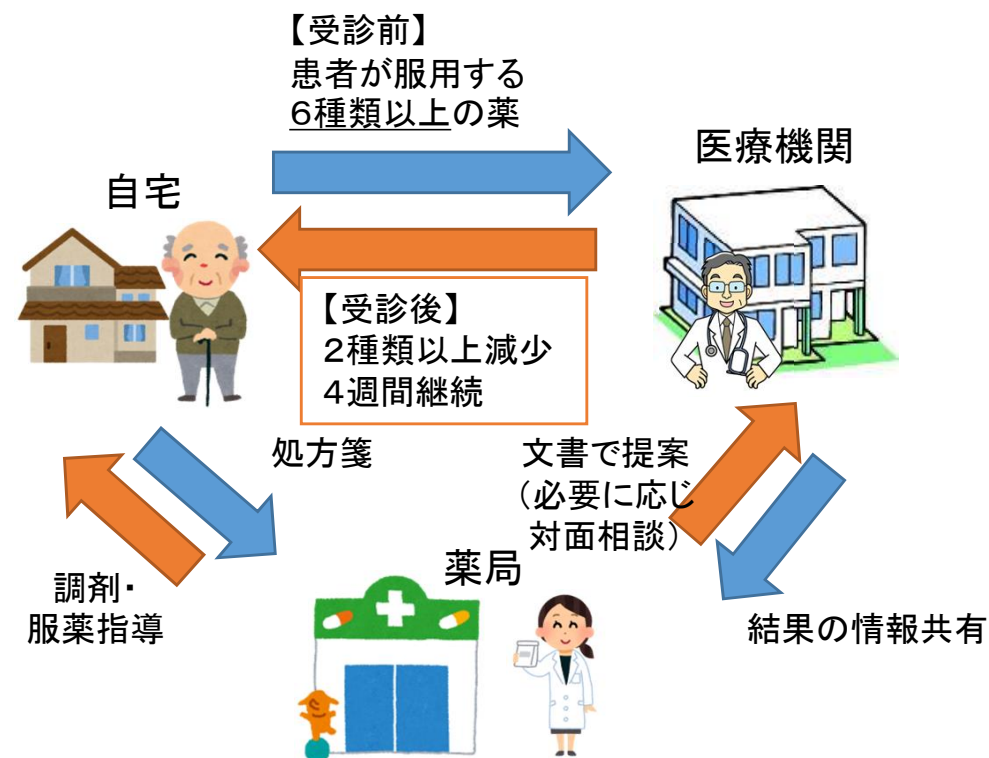 【受診前】
患者が服用する
６種類以上の薬
医療機関
自宅
【受診後】
２種類以上減少
４週間継続
処方箋
文書で提案
（必要に応じ
対面相談）
薬局
調剤・
服薬指導
結果の情報共有